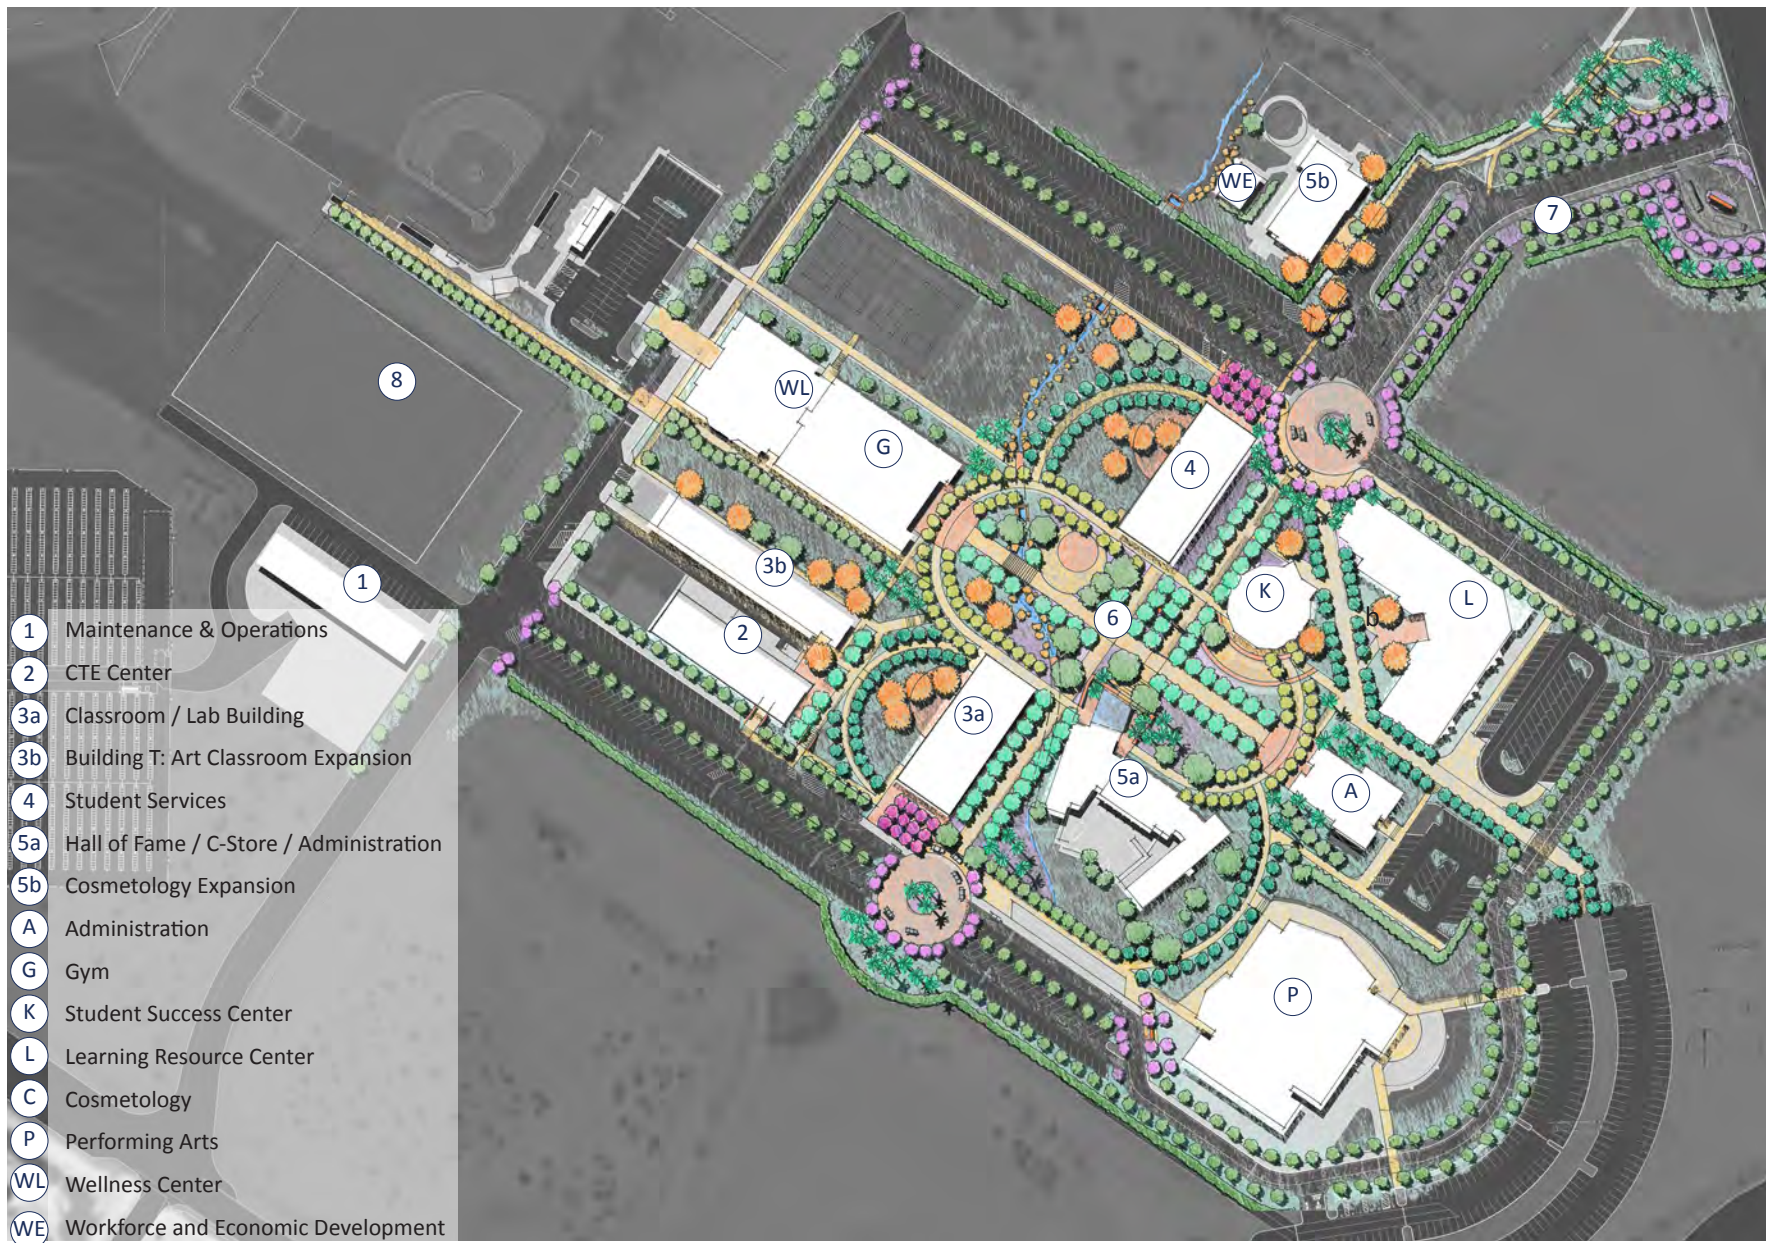 WE
5b
7
8
WL
G
4
1
3b
K
L
2
6
b
3a
5a
A
P
1 Maintenance & Operations
2 CTE Center
3a Classroom / Lab Building
3b Building T: Art Classroom Expansion
4 Student Services
5a Hall of Fame / C-Store / Administration
5b Cosmetology Expansion
A Administration
G Gym
K Student Success Center
L Learning Resource Center
C Cosmetology
P Performing Arts
WL Wellness Center
WE Workforce and Economic Development